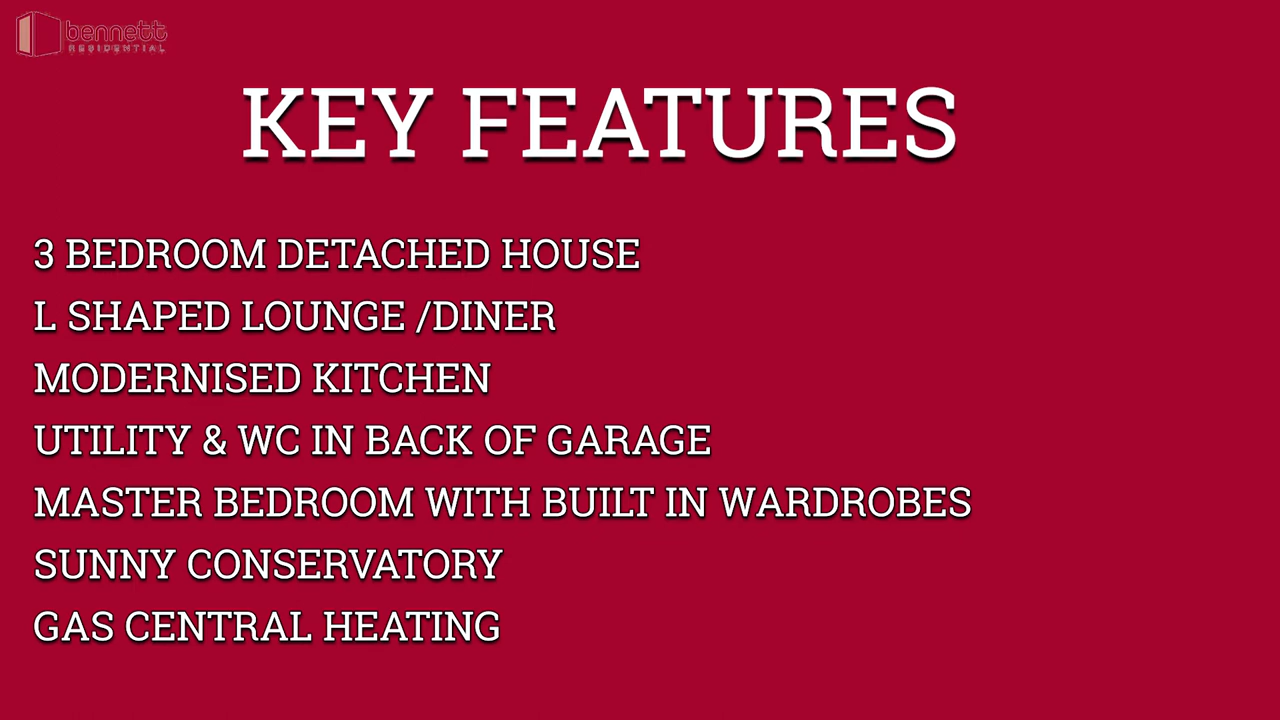 bennett
RESIDENTIAL
KEY FEATURES
3 BEDROOM DETACHED HOUSE
L SHAPED LOUNGE /DINER
MODERNISED KITCHEN
UTILITY & WC IN BACK OF GARAGE
MASTER BEDROOM WITH BUILT IN WARDROBES
SUNNY CONSERVATORY
GAS CENTRAL HEATING